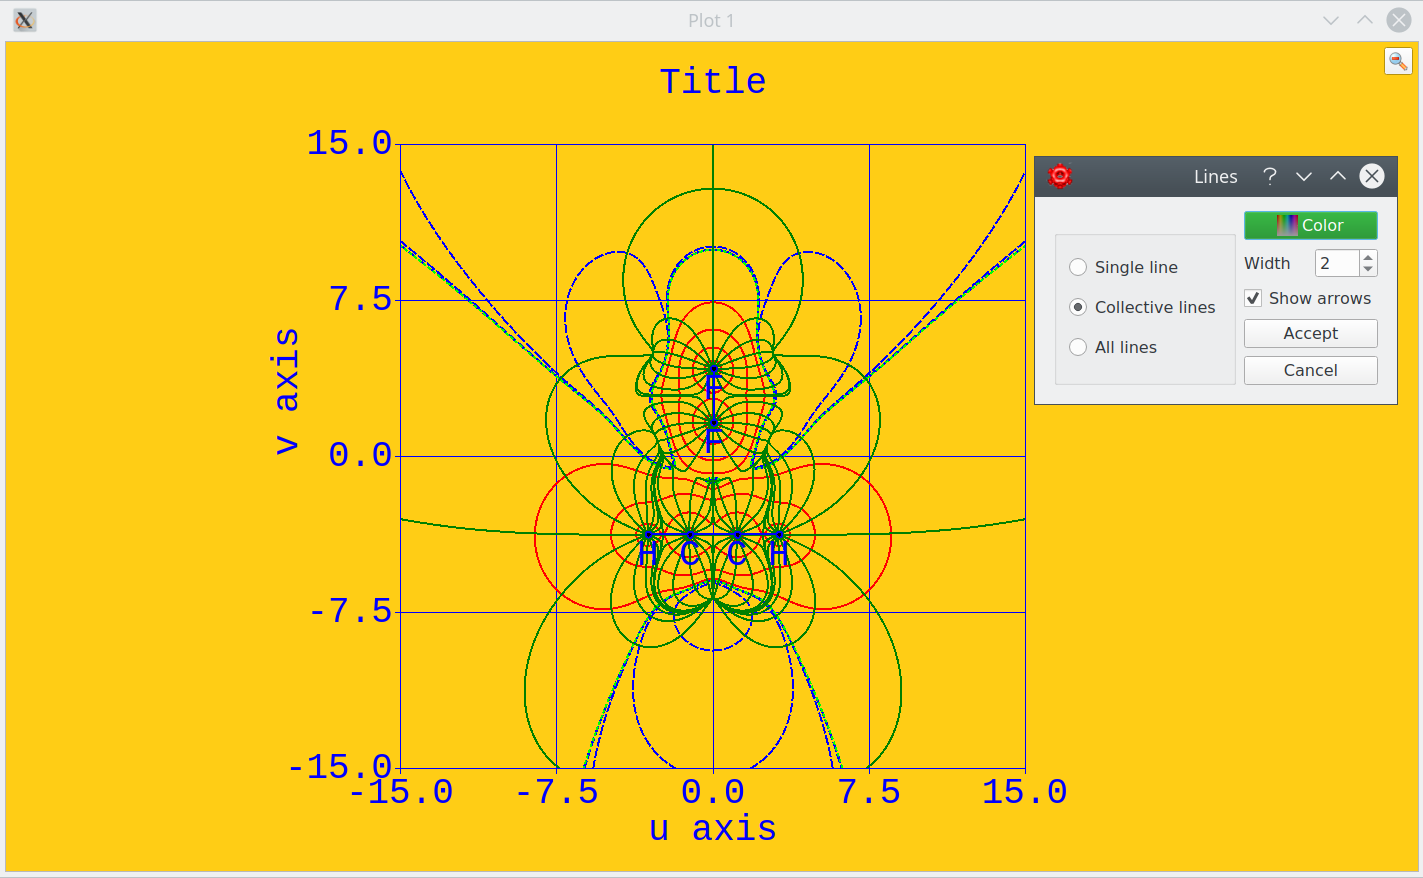 Plot 1
Title
15.0
7.5
0.0
-7.5
-15.0
v axis
F
F
H C C H
-15.0 -7.5 0.0 7.5 15.0
u axis
Lines ?
Color
Single line
Width 2
Collective lines
Show arrows
All lines
Accept
Cancel